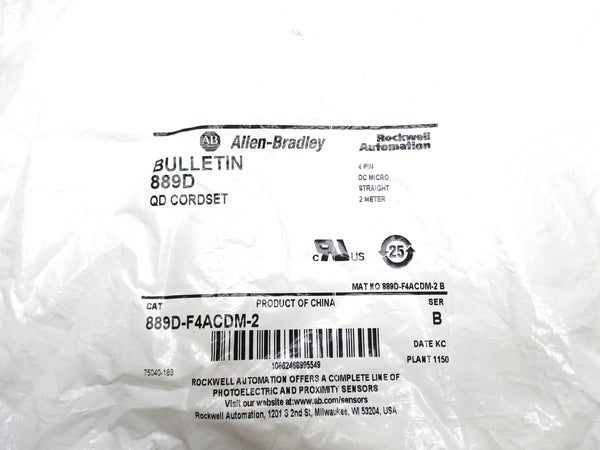 AB Allen-Bradley
Rockwell Automation
BULLETIN
889D
QD CORDSET
4 PIN
DC MICRO
STRAIGHT
2 METER
c US
25
MAT NO 889D-F4ACDM-2 B
CAT
PRODUCT OF CHINA
SER
889D-F4ACDM-2
B
DATE KC
PLANT 1150
10662468995549
75040-183
ROCKWELL AUTOMATION OFFERS A COMPLETE LINE OF
PHOTOELECTRIC AND PROXIMITY SENSORS
Visit our website at:www.ab.com/sensors
Rockwell Automation, 1201 S 2nd St, Milwaukee, WI 53204, USA